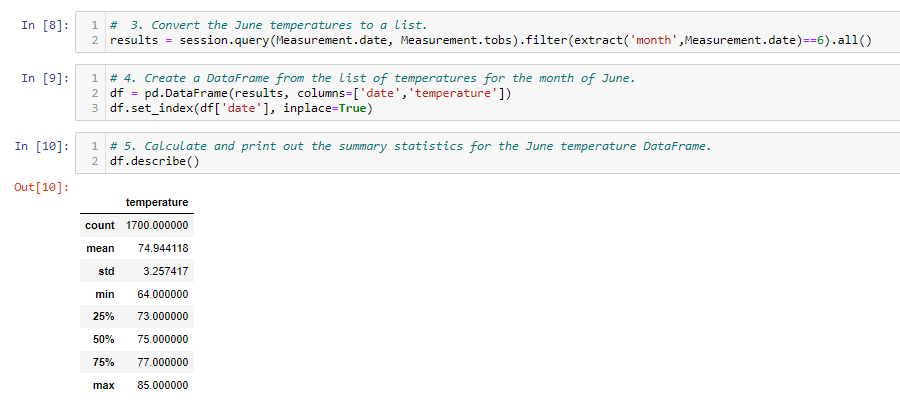 In [8]:
1 #  3. Convert the June temperatures to a list.
2 results = session.query(Measurement.date, Measurement.tobs).filter(extract('month',Measurement.date)==6).all()
In [9]:
1 # 4. Create a DataFrame from the list of temperatures for the month of June.
2 df = pd.DataFrame(results, columns=['date','temperature'])
3 df.set_index(df['date'], inplace=True)
In [10]:
1 # 5. Calculate and print out the summary statistics for the June temperature DataFrame.
2 df.describe()
Out[10]:
temperature
count 1700.000000
mean 74.944118
std 3.257417
min 64.000000
25% 73.000000
50% 75.000000
75% 77.000000
max 85.000000